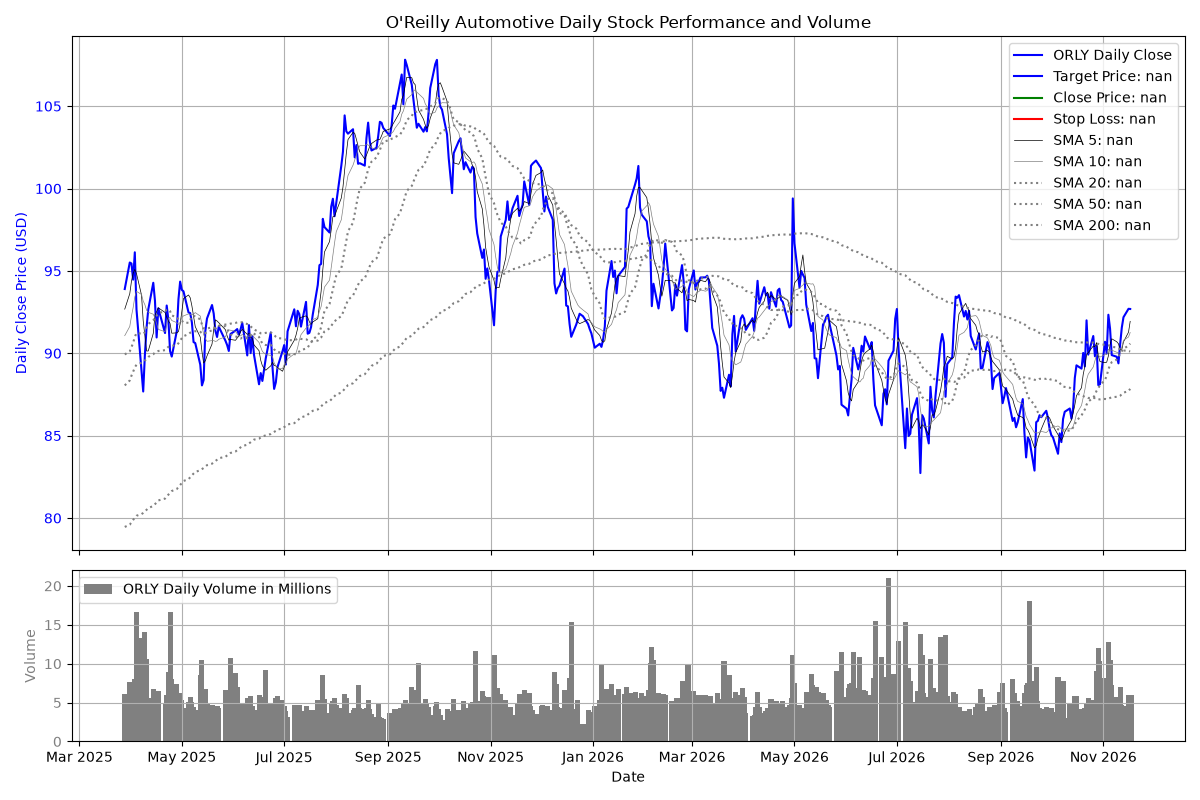 O'Reilly Automotive Daily Stock Performance and Volume
Daily Close Price (USD)
105
100
95
90
85
80
ORLY Daily Close
Target Price: nan
Close Price: nan
Stop Loss: nan
SMA 5: nan
SMA 10: nan
SMA 20: nan
SMA 50: nan
SMA 200: nan
Volume
20
15
10
5
0
ORLY Daily Volume in Millions
Mar 2025 May 2025 Jul 2025 Sep 2025 Nov 2025 Jan 2026 Mar 2026 May 2026 Jul 2026 Sep 2026 Nov 2026
Date